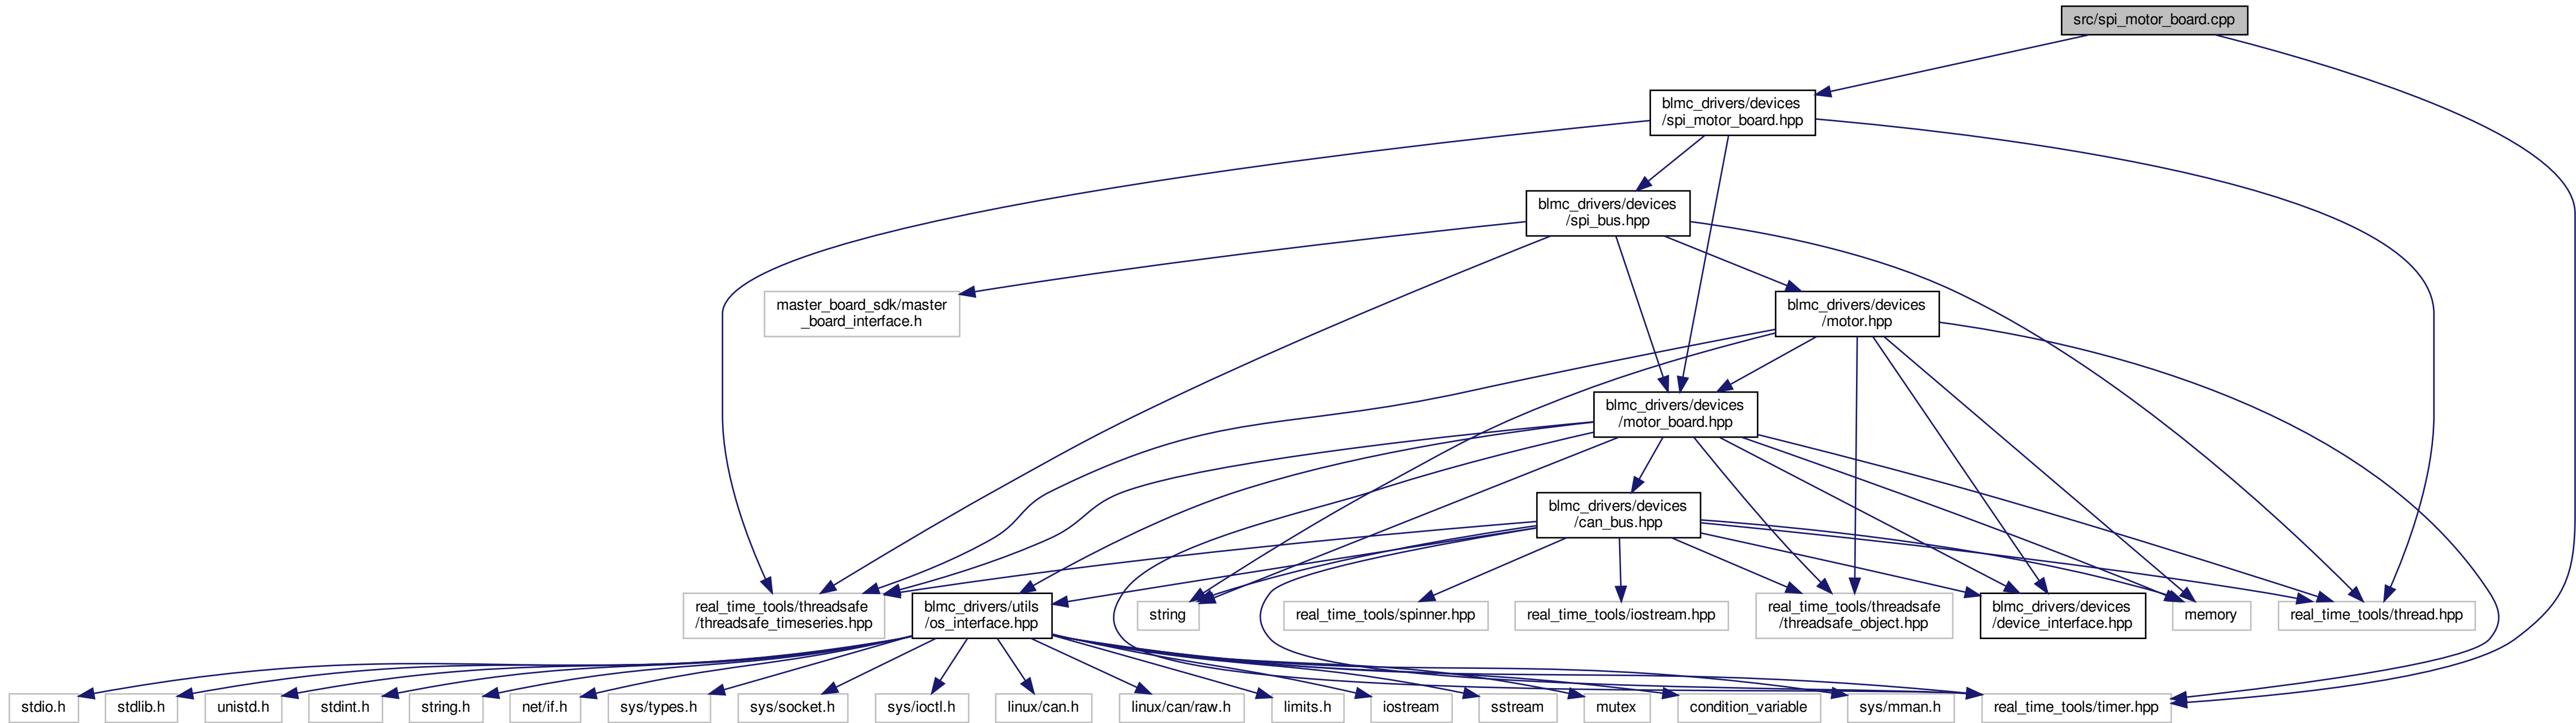 src/spi_motor_board.cpp
blmc_drivers/devices
/spi_motor_board.hpp
blmc_drivers/devices
/spi_bus.hpp
master_board_sdk/master
_board_interface.h
blmc_drivers/devices
/motor.hpp
blmc_drivers/devices
/motor_board.hpp
blmc_drivers/devices
/can_bus.hpp
real_time_tools/threadsafe
/threadsafe_timeseries.hpp
blmc_drivers/utils
/os_interface.hpp
string
real_time_tools/spinner.hpp
real_time_tools/iostream.hpp
real_time_tools/threadsafe
/threadsafe_object.hpp
blmc_drivers/devices
/device_interface.hpp
memory
real_time_tools/thread.hpp
stdio.h
stdlib.h
unistd.h
stdint.h
string.h
net/if.h
sys/types.h
sys/socket.h
sys/ioctl.h
linux/can.h
linux/can/raw.h
limits.h
iostream
sstream
mutex
condition_variable
sys/mman.h
real_time_tools/timer.hpp